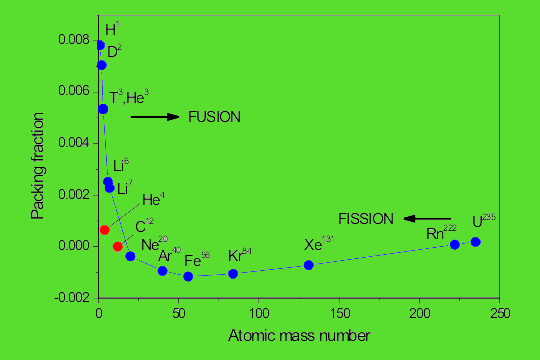 0.008
0.006
0.004
0.002
0.000
-0.002
Packing fraction
H¹
D²
T³,He³
FUSION
Li⁶
Li⁷
He⁴
C¹²
Ne²⁰
Ar⁴⁰
Fe⁵⁶
Kr⁸⁴
Xe¹³¹
FISSION
Rn²²²
U²³⁵
0
50
100
150
200
250
Atomic mass number